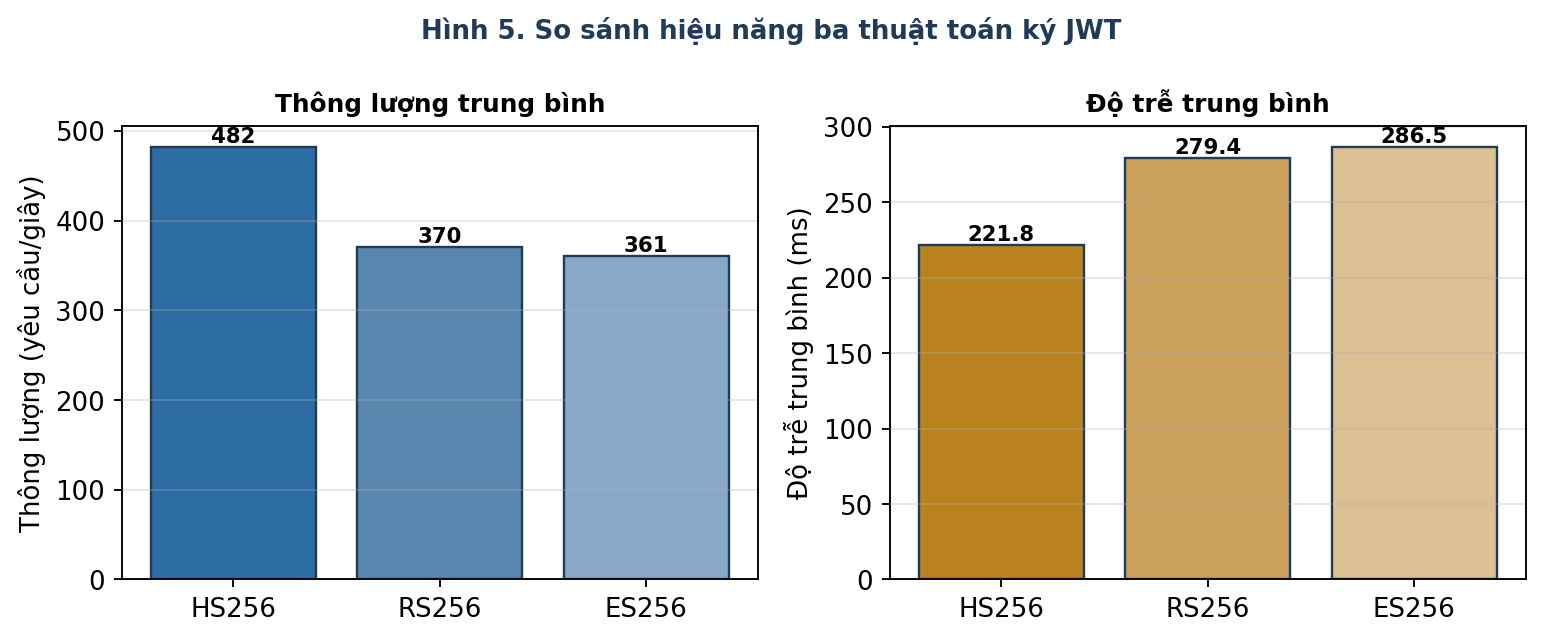 Hình 5. So sánh hiệu năng ba thuật toán ký JWT
Thông lượng trung bình
Thông lượng (yêu cầu/giây)
500
400
300
200
100
0
482
370
361
HS256
RS256
ES256
Độ trễ trung bình
Độ trễ trung bình (ms)
300
250
200
150
100
50
0
221.8
279.4
286.5
HS256
RS256
ES256